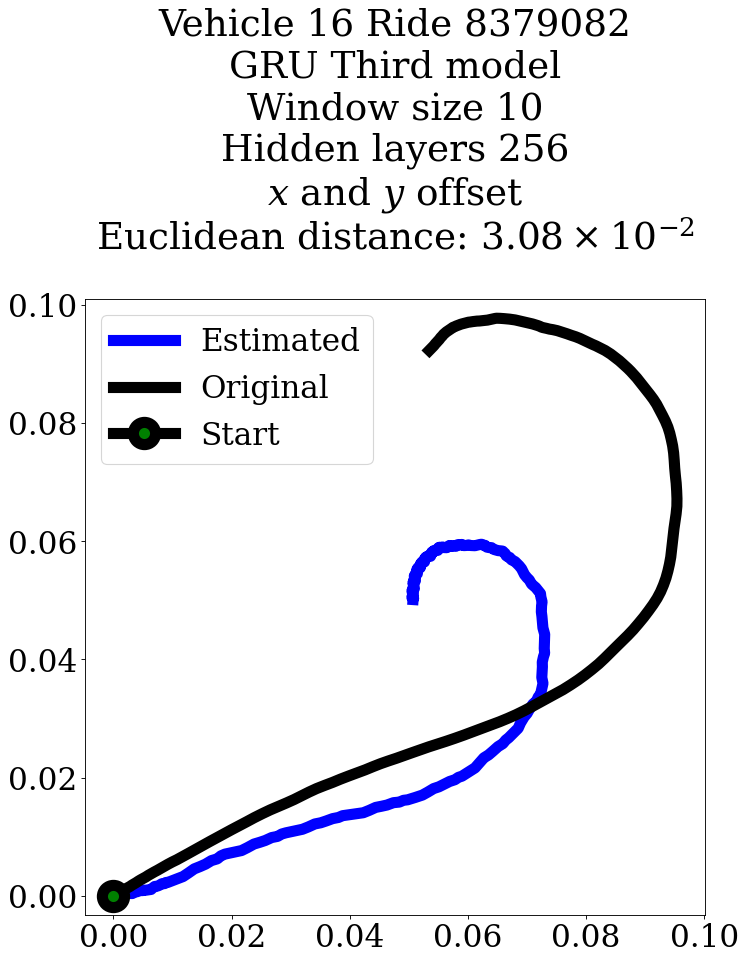 Vehicle 16 Ride 8379082
GRU Third model
Window size 10
Hidden layers 256
x and y offset
Euclidean distance: 3.08 × 10⁻²
Estimated
Original
Start
0.10
0.08
0.06
0.04
0.02
0.00
0.00 0.02 0.04 0.06 0.08 0.10